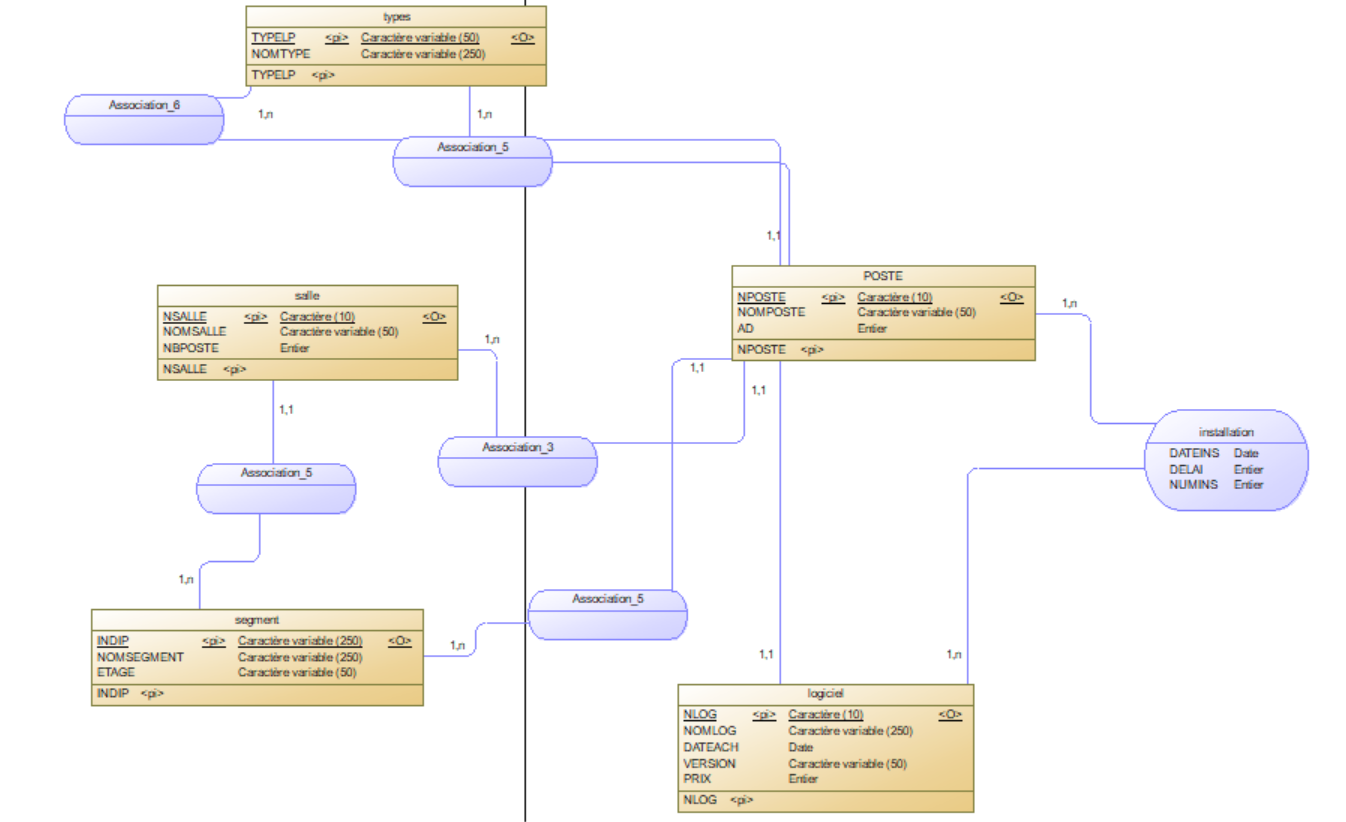 types
TYPELP <pi> Caractère variable (50) <O>
NOMTYPE Caractère variable (250)
TYPELP <pi>
Association_6
1,n
1,n
Association_5
1,1
POSTE
NPOSTE <pi> Caractère (10) <O>
NOMPOSTE Caractère variable (50)
AD Entier
NPOSTE <pi>
salle
NSALLE <pi> Caractère (10) <O>
NOMSALLE Caractère variable (50)
NBPOSTE Entier
NSALLE <pi>
1,n
1,n
1,1
1,1
1,1
Association_3
installation
DATEINS Date
DELAI Entier
NUMINS Entier
Association_5
1,n
Association_5
segment
INDIP <pi> Caractère variable (250) <O>
NOMSEGMENT Caractère variable (250)
ETAGE Caractère variable (50)
INDIP <pi>
1,n
1,1
1,n
logiciel
NLOG <pi> Caractère (10) <O>
NOMLOG Caractère variable (250)
DATEACH Date
VERSION Caractère variable (50)
PRIX Entier
NLOG <pi>